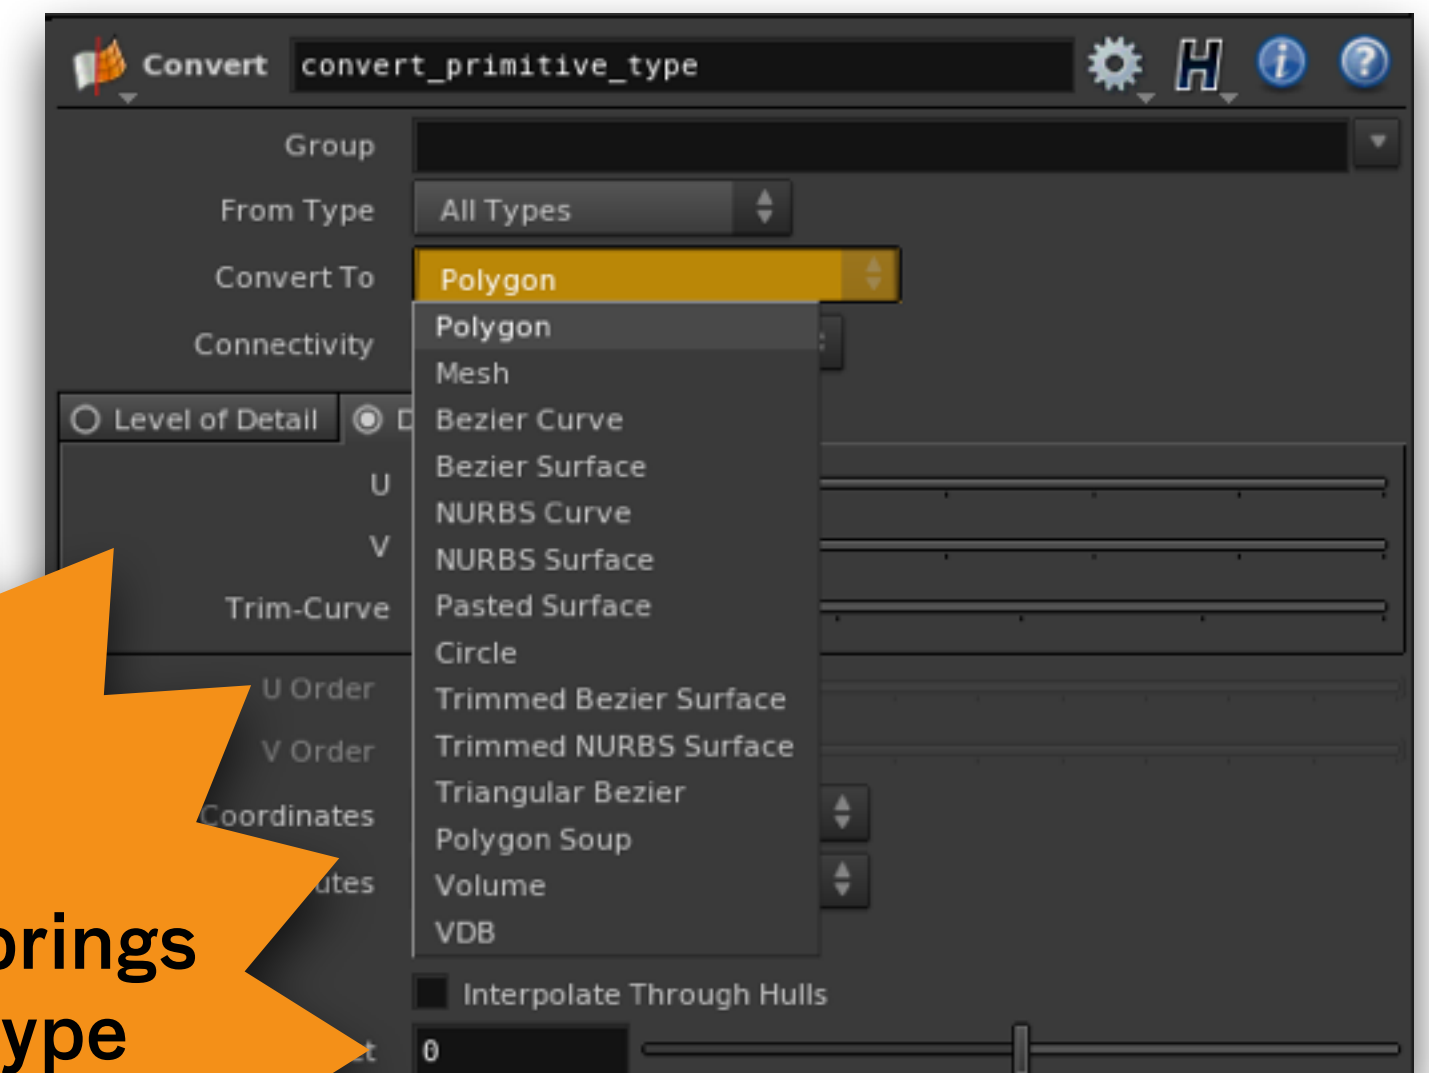 Convert convert_primitive_type
Group
From Type All Types
Convert To Polygon
Connectivity
Polygon
Mesh
Bezier Curve
Bezier Surface
NURBS Curve
NURBS Surface
Pasted Surface
Circle
Trimmed Bezier Surface
Trimmed NURBS Surface
Triangular Bezier
Polygon Soup
Volume
VDB
Level of Detail
U
V
Trim-Curve
U Order
V Order
Coordinates
Interpolate Through Hulls
0